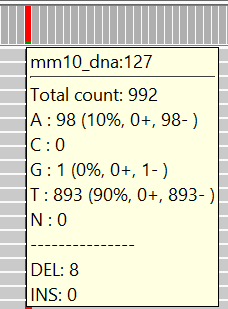 mm10_dna:127
Total count: 992
A : 98 (10%, 0+, 98- )
C : 0
G : 1 (0%, 0+, 1- )
T : 893 (90%, 0+, 893- )
N : 0
---------------
DEL: 8
INS: 0